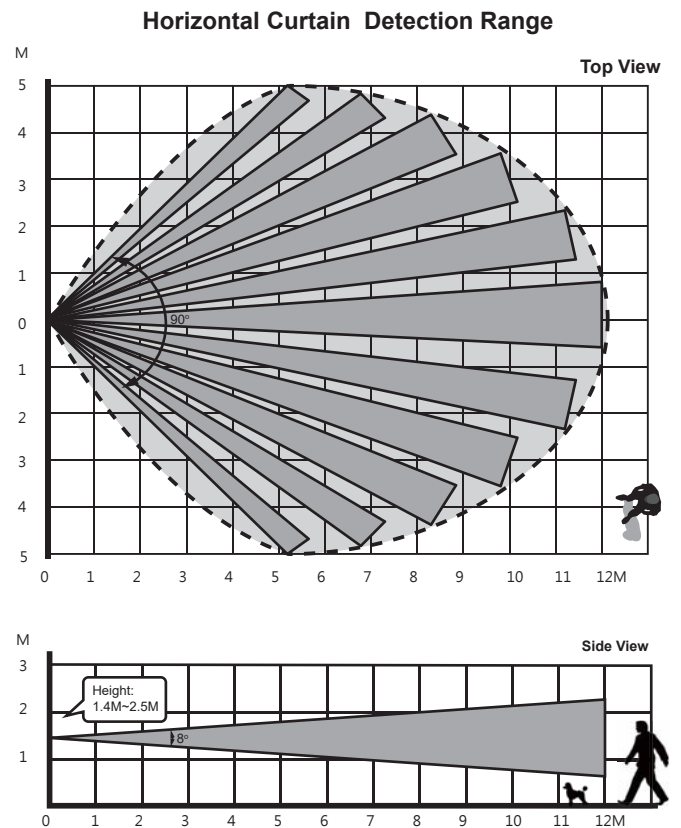 Horizontal Curtain Detection Range
M
Top View
5
4
3
2
1
0
1
2
3
4
5
90°
0 1 2 3 4 5 6 7 8 9 10 11 12M
M
Side View
3
2
1
Height:
1.4M~2.5M
8°
0 1 2 3 4 5 6 7 8 9 10 11 12M